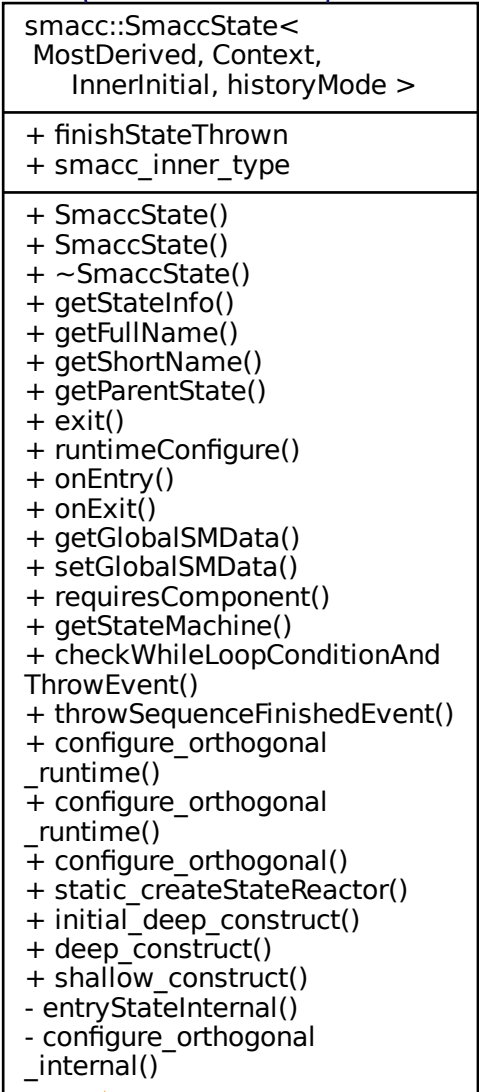 smacc::SmaccState<
MostDerived, Context,
InnerInitial, historyMode >
+ finishStateThrown
+ smacc_inner_type
+ SmaccState()
+ SmaccState()
+ ~SmaccState()
+ getStateInfo()
+ getFullName()
+ getShortName()
+ getParentState()
+ exit()
+ runtimeConfigure()
+ onEntry()
+ onExit()
+ getGlobalSMData()
+ setGlobalSMData()
+ requiresComponent()
+ getStateMachine()
+ checkWhileLoopConditionAnd
ThrowEvent()
+ throwSequenceFinishedEvent()
+ configure_orthogonal
_runtime()
+ configure_orthogonal
_runtime()
+ configure_orthogonal()
+ static_createStateReactor()
+ initial_deep_construct()
+ deep_construct()
+ shallow_construct()
- entryStateInternal()
- configure_orthogonal
_internal()